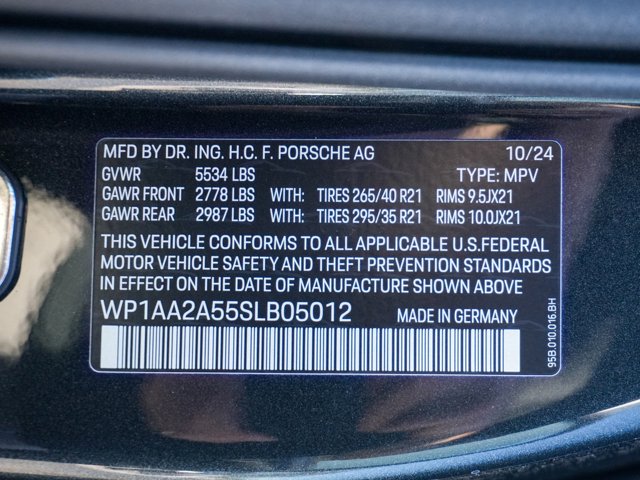 MFD BY DR. ING. H.C. F. PORSCHE AG 10/24
GVWR 5534 LBS TYPE: MPV
GAWR FRONT 2778 LBS WITH: TIRES 265/40 R21 RIMS 9.5JX21
GAWR REAR 2987 LBS WITH: TIRES 295/35 R21 RIMS 10.0JX21
THIS VEHICLE CONFORMS TO ALL APPLICABLE U.S.FEDERAL
MOTOR VEHICLE SAFETY AND THEFT PREVENTION STANDARDS
IN EFFECT ON THE DATE OF MANUFACTURE SHOWN ABOVE
WP1AA2A55SLB05012 MADE IN GERMANY
95B.010.016.BH